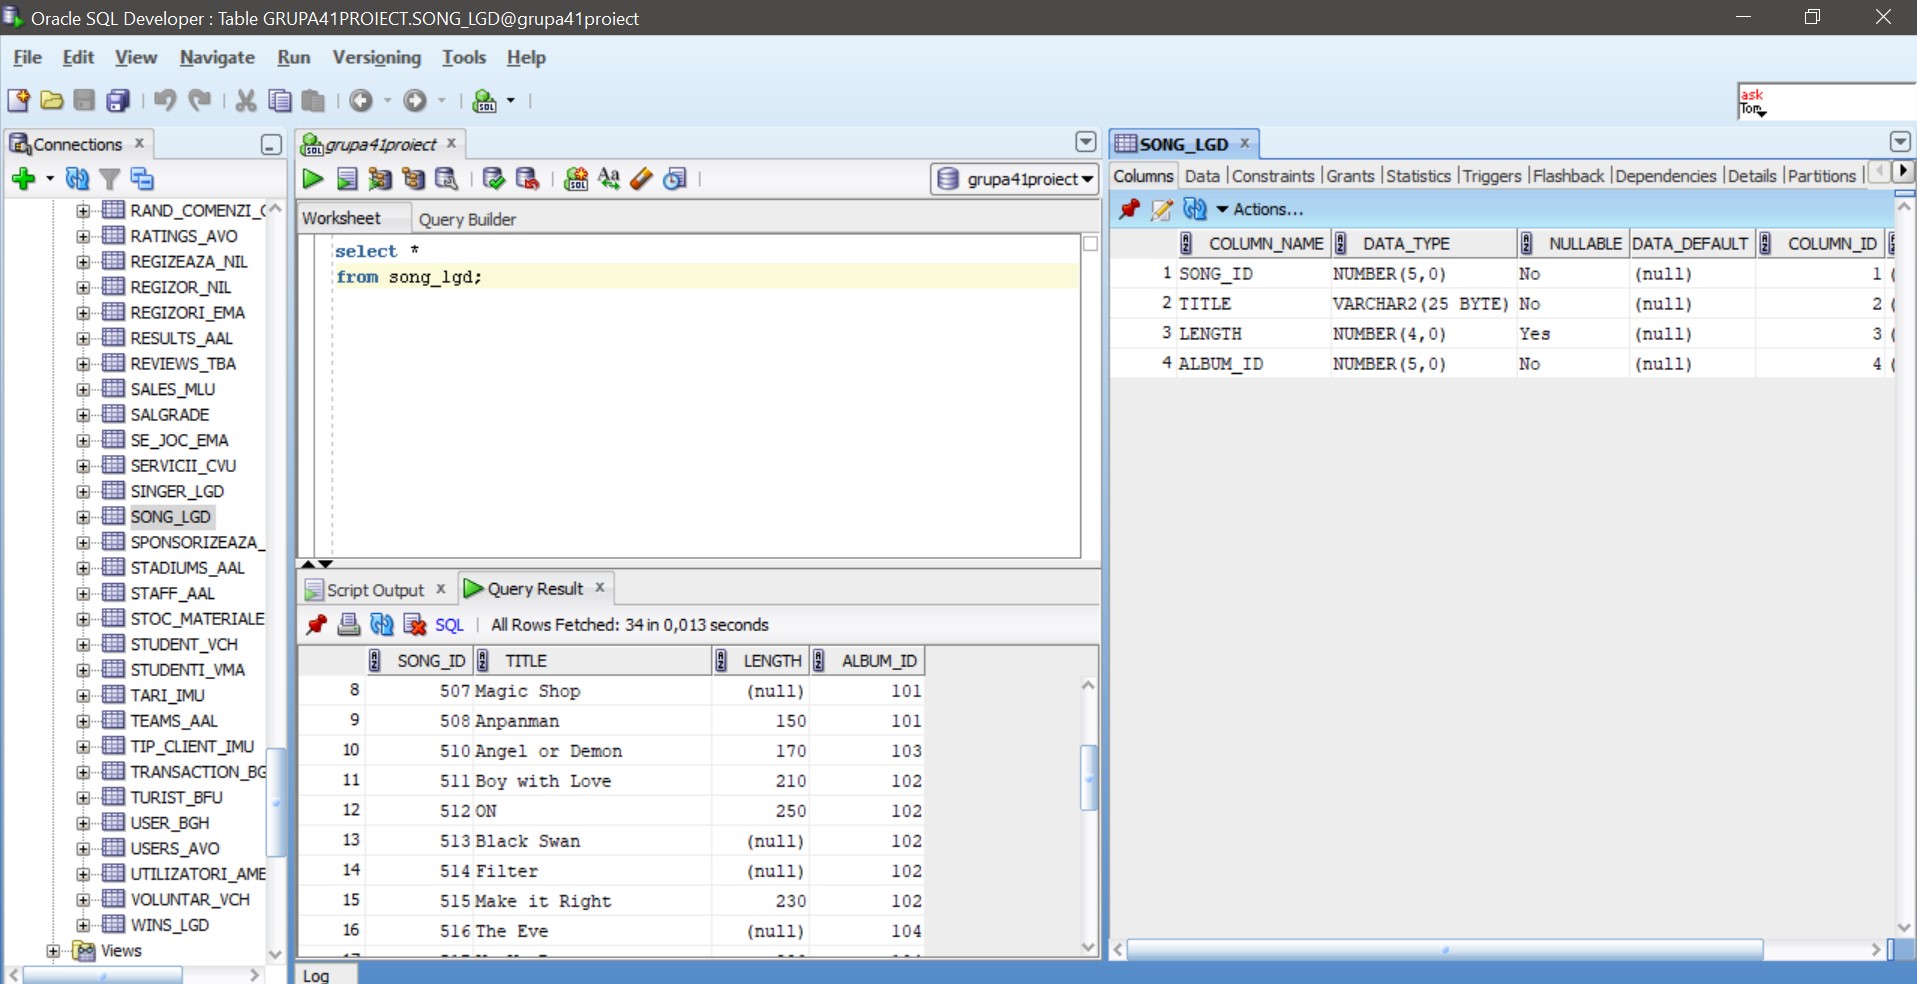 Oracle SQL Developer : Table GRUPA41PROIECT.SONG_LGD@grupa41proiect
File Edit View Navigate Run Versioning Tools Help
ask
Tom
Connections
RAND_COMENZI_
RATINGS_AVO
REGIZEAZA_NIL
REGIZOR_NIL
REGIZORI_EMA
RESULTS_AAL
REVIEWS_TBA
SALES_MLU
SALGRADE
SE_JOC_EMA
SERVICII_CVU
SINGER_LGD
SONG_LGD
SPONSORIZEAZA_
STADIUMS_AAL
STAFF_AAL
STOC_MATERIALE
STUDENT_VCH
STUDENTI_VMA
TARI_IMU
TEAMS_AAL
TIP_CLIENT_IMU
TRANSACTION_BG
TURIST_BFU
USER_BGH
USERS_AVO
UTILIZATORI_AME
VOLUNTAR_VCH
WINS_LGD
Views
grupa41proiect
grupa41proiect
Worksheet Query Builder
select *
from song_lgd;
Script Output Query Result
SQL All Rows Fetched: 34 in 0,013 seconds
SONG_ID TITLE LENGTH ALBUM_ID
8 507 Magic Shop (null) 101
9 508 Anpanman 150 101
10 510 Angel or Demon 170 103
11 511 Boy with Love 210 102
12 512 ON 250 102
13 513 Black Swan (null) 102
14 514 Filter (null) 102
15 515 Make it Right 230 102
16 516 The Eve (null) 104
Log
SONG_LGD
Columns Data Constraints Grants Statistics Triggers Flashback Dependencies Details Partitions
Actions...
COLUMN_NAME DATA_TYPE NULLABLE DATA_DEFAULT COLUMN_ID
1 SONG_ID NUMBER(5,0) No (null) 1
2 TITLE VARCHAR2(25 BYTE) No (null) 2
3 LENGTH NUMBER(4,0) Yes (null) 3
4 ALBUM_ID NUMBER(5,0) No (null) 4